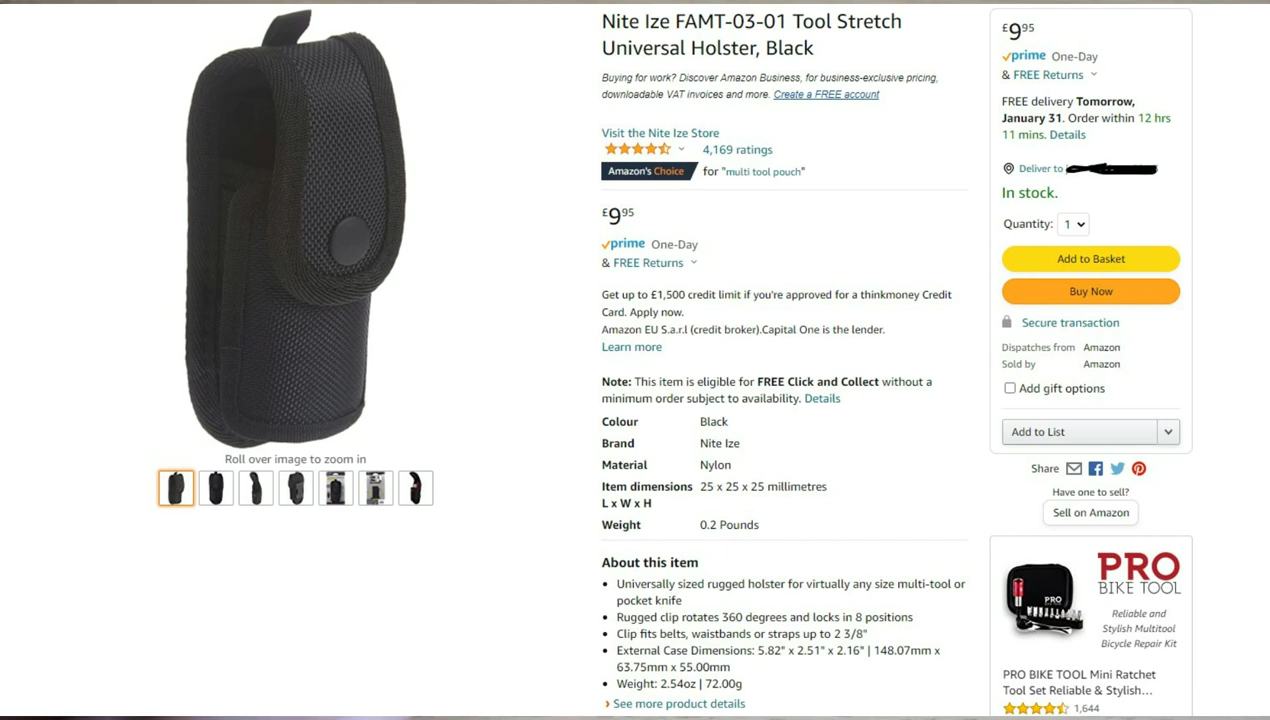 Nite Ize FAMT-03-01 Tool Stretch
Universal Holster, Black
Buying for work? Discover Amazon Business, for business-exclusive pricing,
downloadable VAT invoices and more. Create a FREE account
Visit the Nite Ize Store
4,169 ratings
Amazon's Choice for "multi tool pouch"
£9 95
prime One-Day
& FREE Returns
Get up to £1,500 credit limit if you're approved for a thinkmoney Credit
Card. Apply now.
Amazon EU S.a.r.l (credit broker).Capital One is the lender.
Learn more
Note: This item is eligible for FREE Click and Collect without a
minimum order subject to availability. Details
Colour Black
Brand Nite Ize
Material Nylon
Item dimensions 25 x 25 x 25 millimetres
L x W x H
Weight 0.2 Pounds
About this item
Universally sized rugged holster for virtually any size multi-tool or
pocket knife
Rugged clip rotates 360 degrees and locks in 8 positions
Clip fits belts, waistbands or straps up to 2 3/8"
External Case Dimensions: 5.82" x 2.51" x 2.16" | 148.07mm x
63.75mm x 55.00mm
Weight: 2.54oz | 72.00g
See more product details
Roll over image to zoom in
£9 95
prime One-Day
& FREE Returns
FREE delivery Tomorrow,
January 31. Order within 12 hrs
11 mins. Details
Deliver to
In stock.
Quantity: 1
Add to Basket
Buy Now
Secure transaction
Dispatches from Amazon
Sold by Amazon
Add gift options
Add to List
Share
Have one to sell?
Sell on Amazon
PRO
PRO
BIKE TOOL
Reliable and
Stylish Multitool
Bicycle Repair Kit
PRO BIKE TOOL Mini Ratchet
Tool Set Reliable & Stylish...
1,644